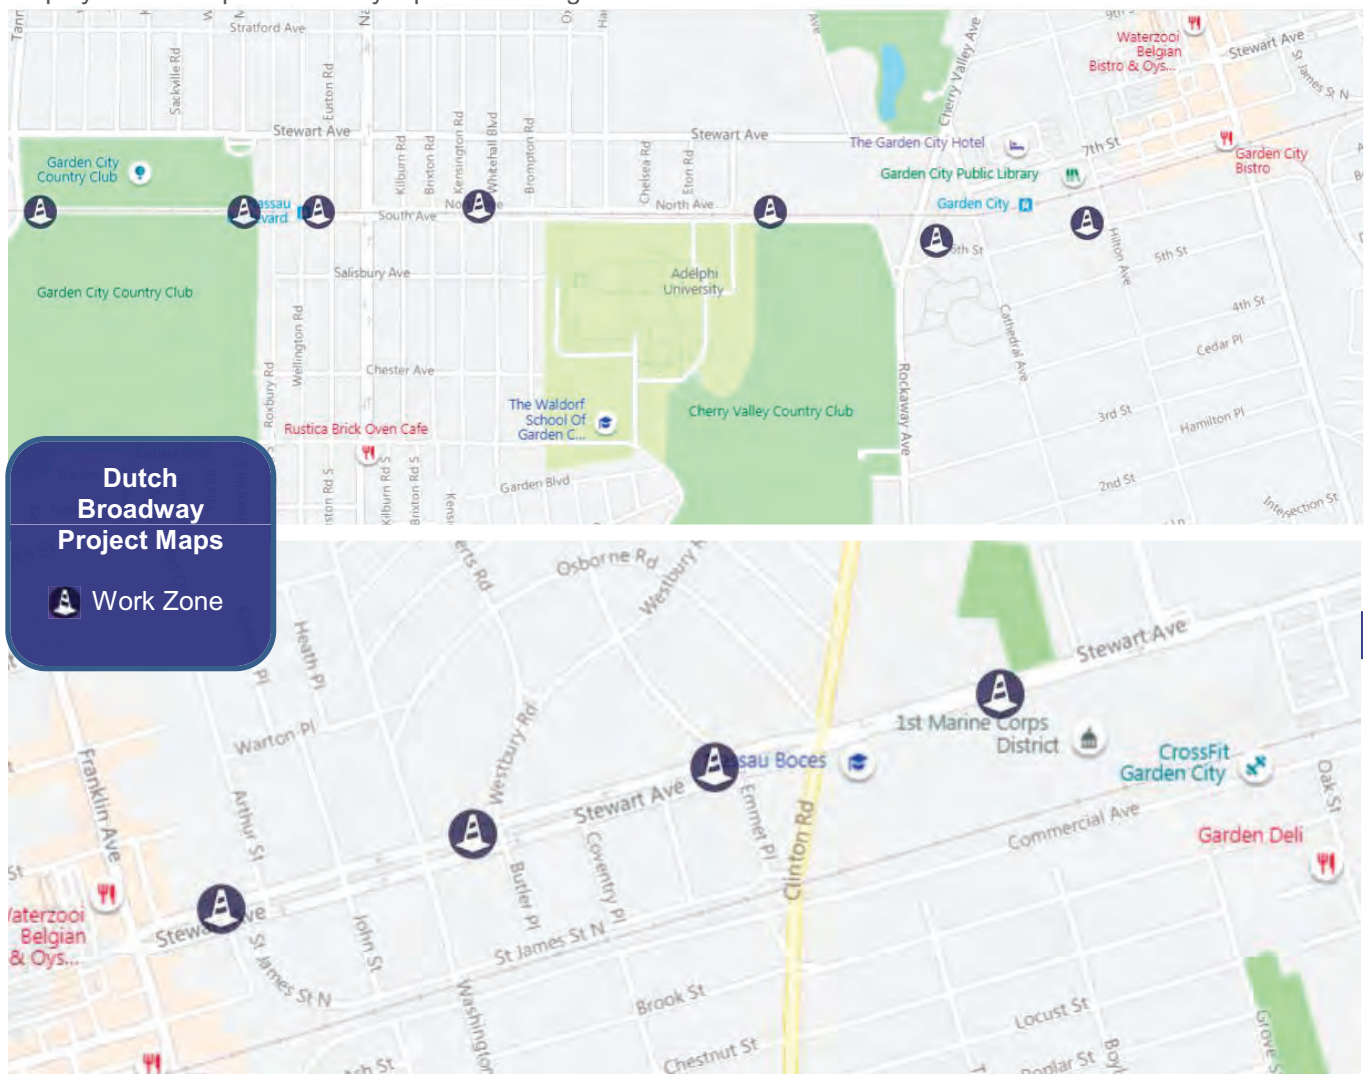 Stratford Ave
Sackville Rd
Euston Rd
Stewart Ave
Garden City
Country Club
Kilburn Rd
Brixton Rd
Kensington Rd
Whitehall Blvd
Brompton Rd
Chelsea Rd
Eton Rd
Stewart Ave
Cherry Valley Ave
The Garden City Hotel
Garden City Public Library
Garden City
Waterzooi
Belgian
Bistro & Oys...
Stewart Ave
St James St N
7th St
Garden City
Bistro
South Ave
North Ave
5th St
Hilton Ave
Garden City Country Club
Salisbury Ave
Adelphi
University
Cathedral Ave
4th St
Cedar Pl
Wellington Rd
Roxbury Rd
Chester Ave
Rockaway Ave
The Waldorf
School Of
Garden C...
Cherry Valley Country Club
3rd St
Hamilton Pl
Rustica Brick Oven Cafe
Kilburn Rd S
Brixton Rd S
Garden Blvd
2nd St
Intersection St
Dutch
Broadway
Project Maps
Work Zone
Osborne Rd
Heath Pl
Warton Pl
Westbury Rd
Stewart Ave
1st Marine Corps
District
CrossFit
Garden City
Oak St
Franklin Ave
Arthur St
Stewart Ave
Emmet Pl
Clinton Rd
Commercial Ave
Garden Deli
Butler Pl
Coventry Pl
Belgian
& Oys...
St James St N
John St
St James St N
Washington
Brook St
Chestnut St
Locust St